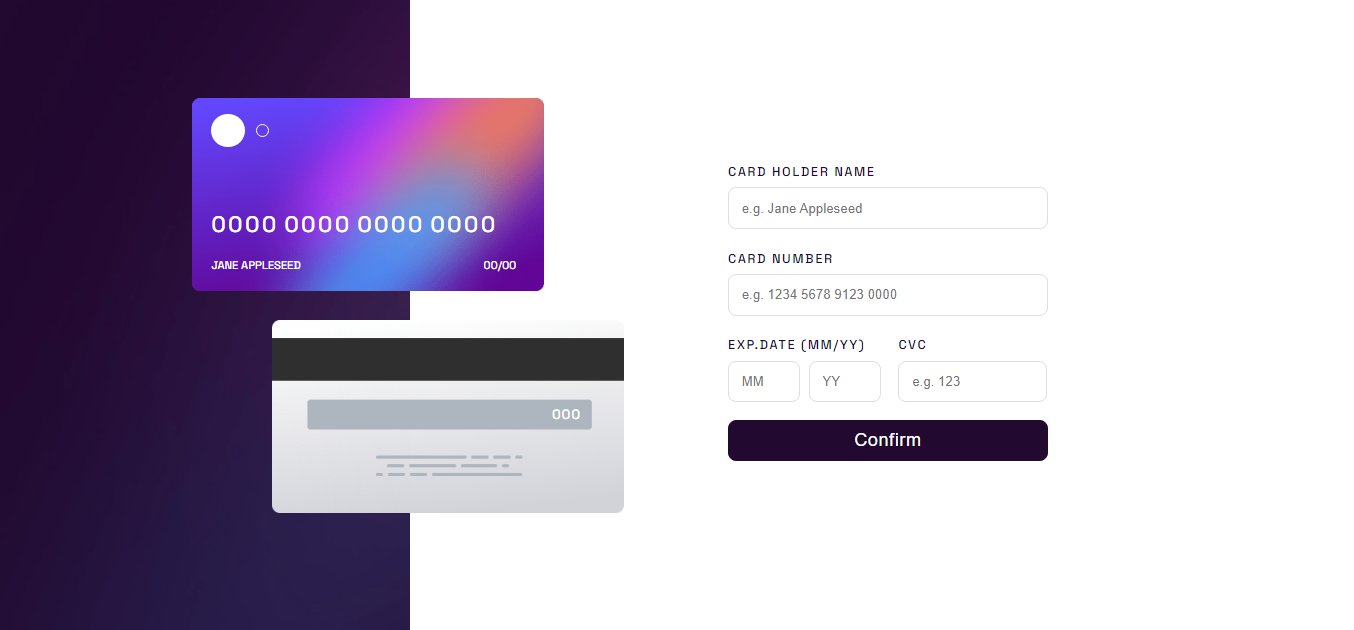 0000 0000 0000 0000
JANE APPLESEED 00/00
000
CARD HOLDER NAME
e.g. Jane Appleseed
CARD NUMBER
e.g. 1234 5678 9123 0000
EXP.DATE (MM/YY) CVC
MM YY e.g. 123
Confirm